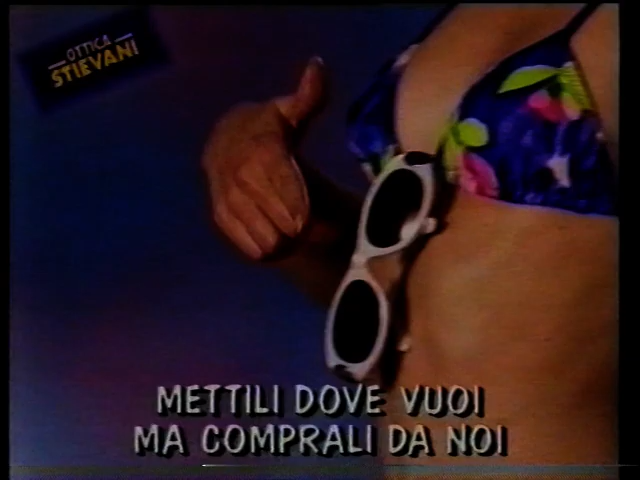 OTTICA
STIEVANI
METTILI DOVE VUOI
MA COMPRALI DA NOI